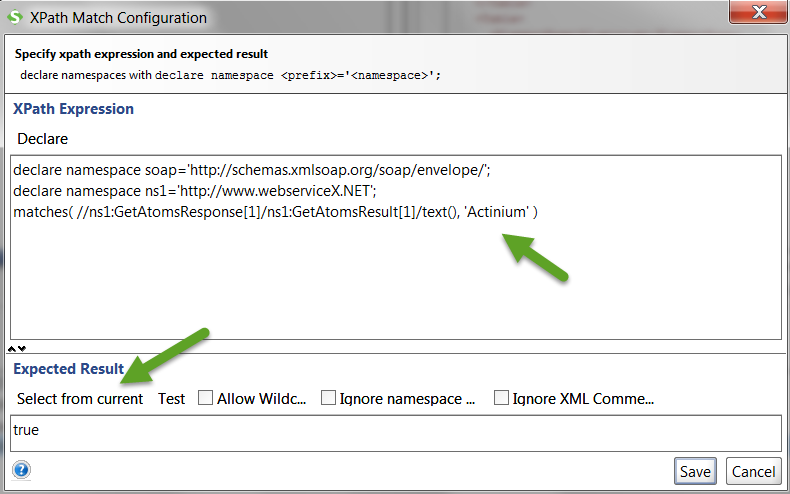 XPath Match Configuration
Specify xpath expression and expected result
declare namespaces with declare namespace <prefix>='<namespace>';
XPath Expression
Declare
declare namespace soap='http://schemas.xmlsoap.org/soap/envelope/';
declare namespace ns1='http://www.webserviceX.NET';
matches( //ns1:GetAtomsResponse[1]/ns1:GetAtomsResult[1]/text(), 'Actinium' )
Expected Result
Select from current Test Allow Wildc... Ignore namespace ... Ignore XML Comme...
true
Save Cancel